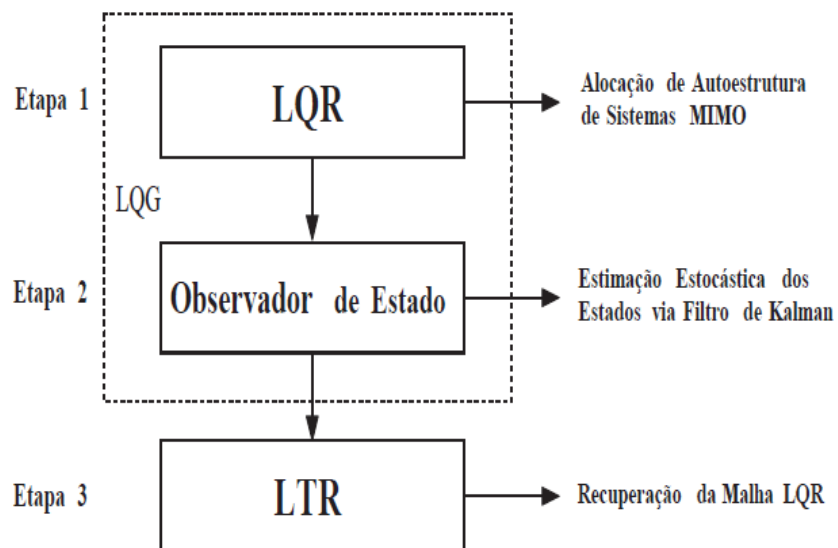 Etapa 1
LQR
Alocação de Autoestrutura
de Sistemas MIMO
LQG
Etapa 2
Observador de Estado
Estimação Estocástica dos
Estados via Filtro de Kalman
Etapa 3
LTR
Recuperação da Malha LQR